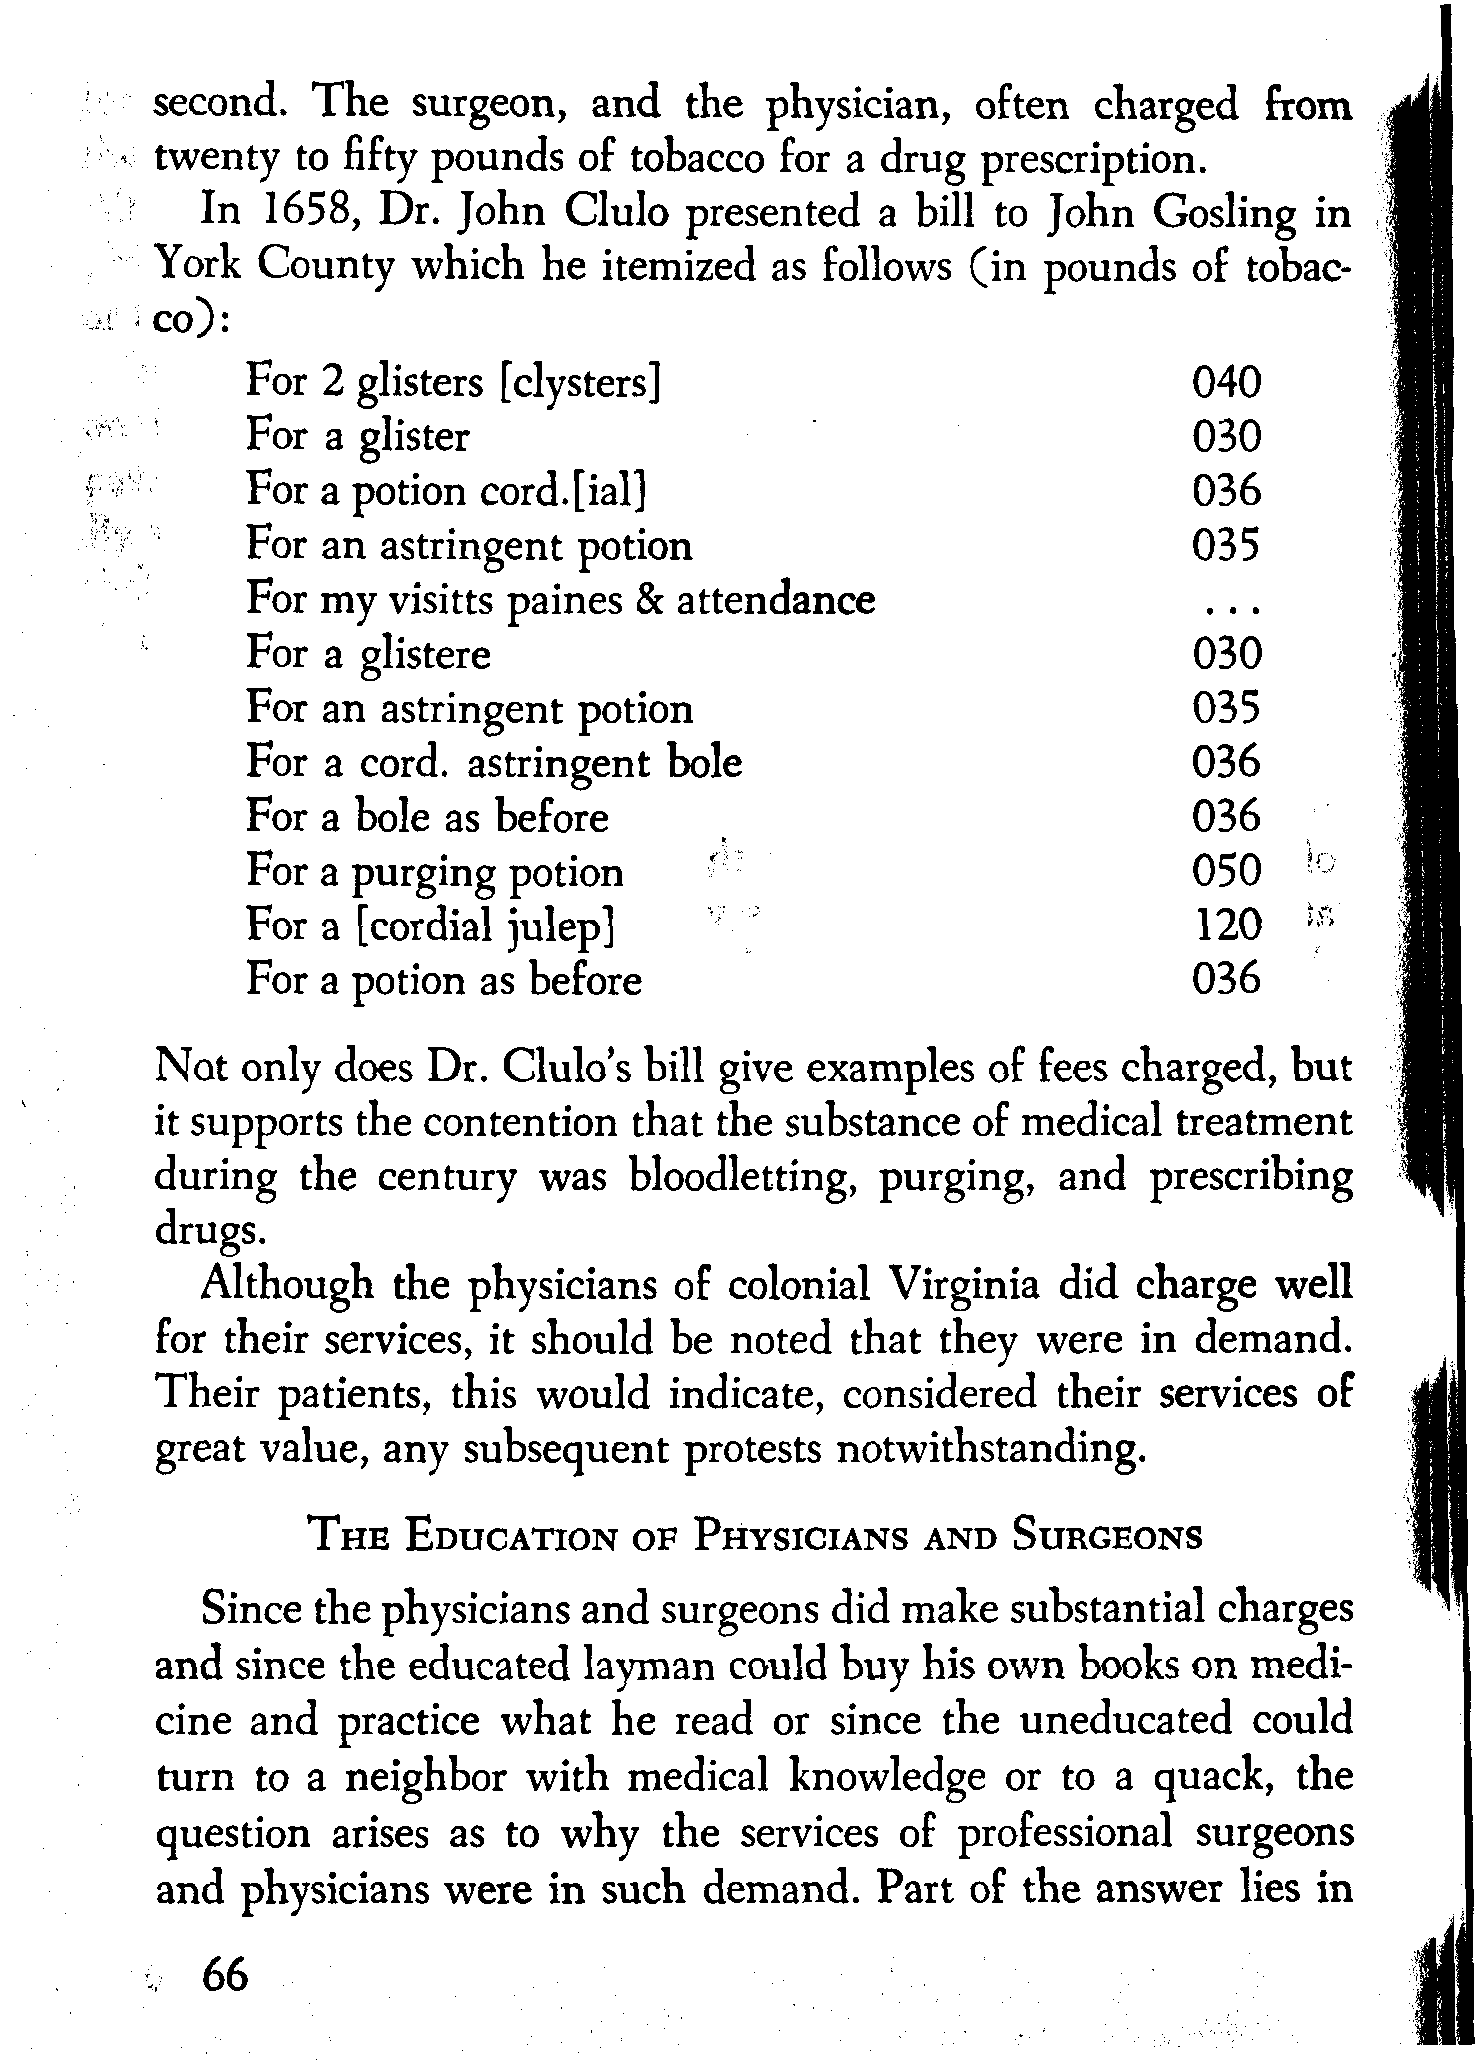 second. The surgeon, and the physician, often charged from
twenty to fifty pounds of tobacco for a drug prescription.
In 1658, Dr. John Clulo presented a bill to John Gosling in
York County which he itemized as follows (in pounds of tobac-
co):
For 2 glisters [clysters] 040
For a glister 030
For a potion cord.[ial] 036
For an astringent potion 035
For my visitts paines & attendance . . .
For a glistere 030
For an astringent potion 035
For a cord. astringent bole 036
For a bole as before 036
For a purging potion 050
For a [cordial julep] 120
For a potion as before 036
Not only does Dr. Clulo's bill give examples of fees charged, but
it supports the contention that the substance of medical treatment
during the century was bloodletting, purging, and prescribing
drugs.
Although the physicians of colonial Virginia did charge well
for their services, it should be noted that they were in demand.
Their patients, this would indicate, considered their services of
great value, any subsequent protests notwithstanding.
The Education of Physicians and Surgeons
Since the physicians and surgeons did make substantial charges
and since the educated layman could buy his own books on medi-
cine and practice what he read or since the uneducated could
turn to a neighbor with medical knowledge or to a quack, the
question arises as to why the services of professional surgeons
and physicians were in such demand. Part of the answer lies in
66